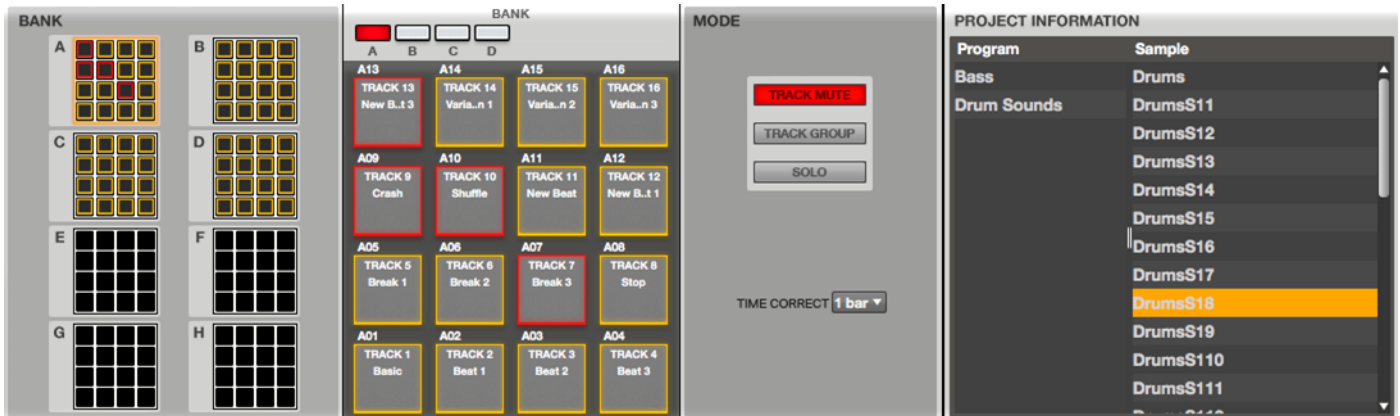 BANK
A
B
C
D
E
F
G
H
BANK
A B C D
A13 A14 A15 A16
TRACK 13 TRACK 14 TRACK 15 TRACK 16
New B..t 3 Varia..n 1 Varia..n 2 Varia..n 3
A09 A10 A11 A12
TRACK 9 TRACK 10 TRACK 11 TRACK 12
Crash Shuffle New Beat New B..t 1
A05 A06 A07 A08
TRACK 5 TRACK 6 TRACK 7 TRACK 8
Break 1 Break 2 Break 3 Stop
A01 A02 A03 A04
TRACK 1 TRACK 2 TRACK 3 TRACK 4
Basic Beat 1 Beat 2 Beat 3
MODE
TRACK MUTE
TRACK GROUP
SOLO
TIME CORRECT 1 bar
PROJECT INFORMATION
Program Sample
Bass Drums
Drum Sounds DrumsS11
DrumsS12
DrumsS13
DrumsS14
DrumsS15
DrumsS16
DrumsS17
DrumsS18
DrumsS19
DrumsS110
DrumsS111